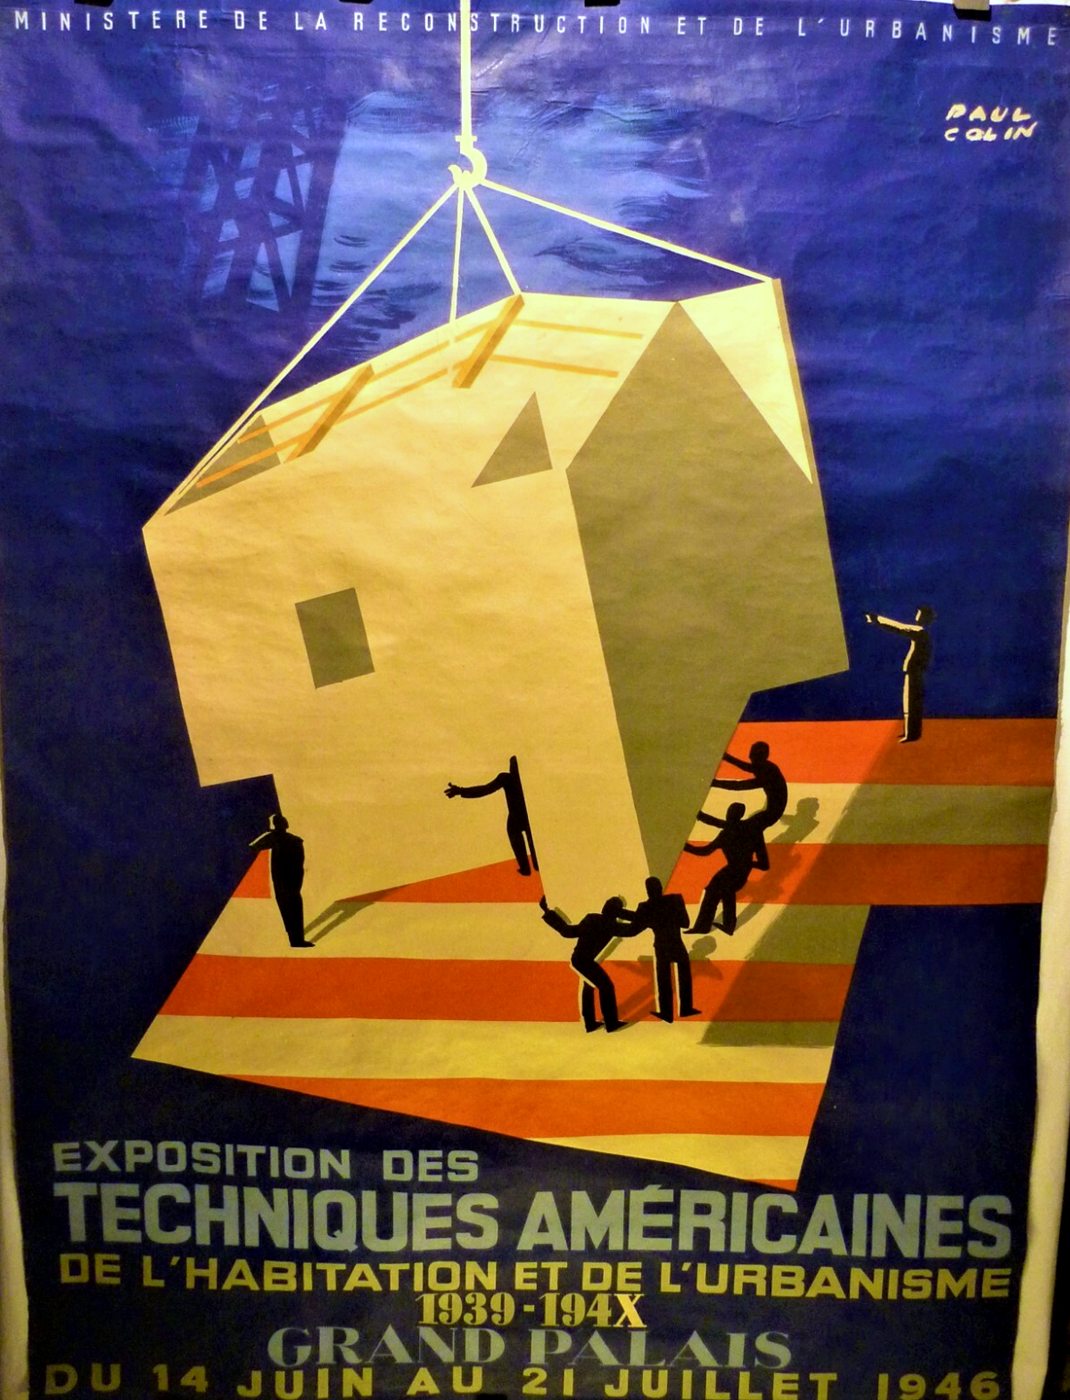 MINISTERE DE LA RECONSTRUCTION ET DE L'URBANISME
PAUL
COLIN
EXPOSITION DES
TECHNIQUES AMÉRICAINES
DE L'HABITATION ET DE L'URBANISME
1939-194X
GRAND PALAIS
DU 14 JUIN AU 21 JUILLET 1946